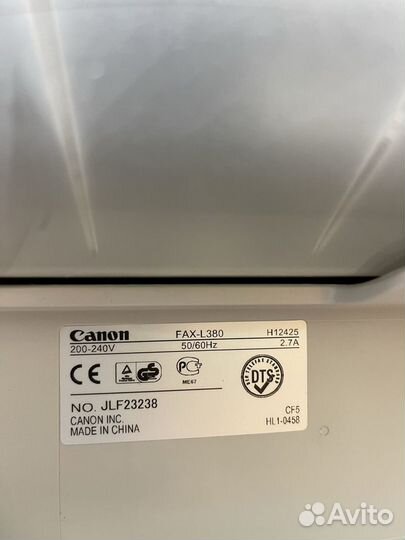 Canon FAX-L380 H12425
200-240V 50/60Hz 2.7A
CE ME67 DTS
NO. JLF23238 CF5
CANON INC. HL1-0458
MADE IN CHINA
Avito